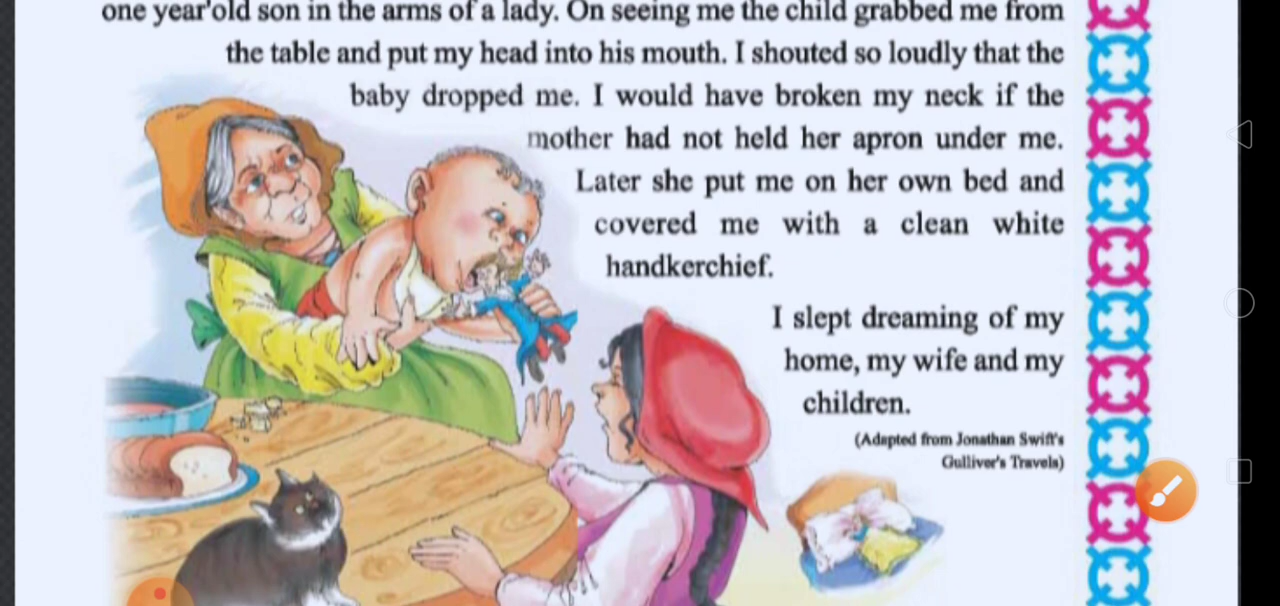 one year'old son in the arms of a lady. On seeing me the child grabbed me from
the table and put my head into his mouth. I shouted so loudly that the
baby dropped me. I would have broken my neck if the
mother had not held her apron under me.
Later she put me on her own bed and
covered me with a clean white
handkerchief.
I slept dreaming of my
home, my wife and my
children.
(Adapted from Jonathan Swift's
Gulliver's Travels)